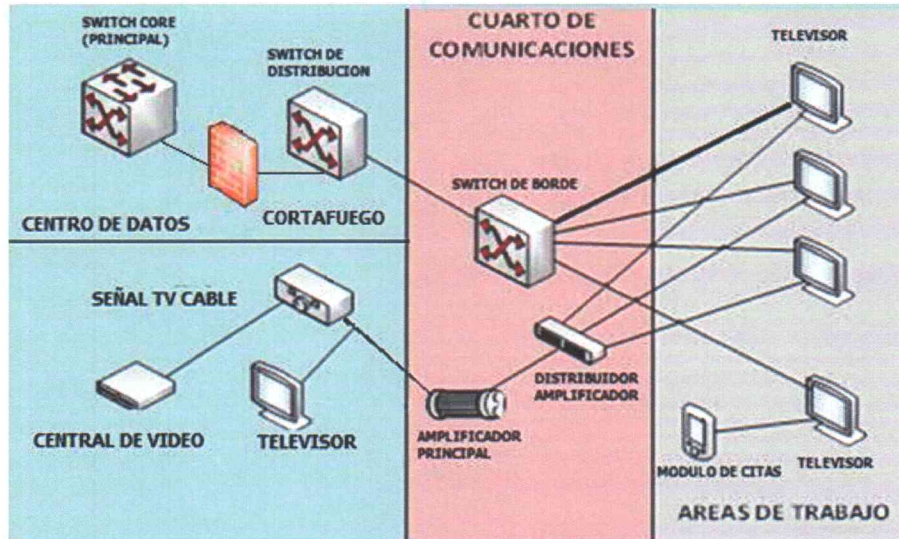 SWITCH CORE
(PRINCIPAL)
SWITCH DE
DISTRIBUCION
CENTRO DE DATOS
CORTAFUEGO
SEÑAL TV CABLE
CENTRAL DE VIDEO
TELEVISOR
CUARTO DE
COMUNICACIONES
SWITCH DE BORDE
DISTRIBUIDOR
AMPLIFICADOR
AMPLIFICADOR
PRINCIPAL
TELEVISOR
MODULO DE CITAS
TELEVISOR
AREAS DE TRABAJO